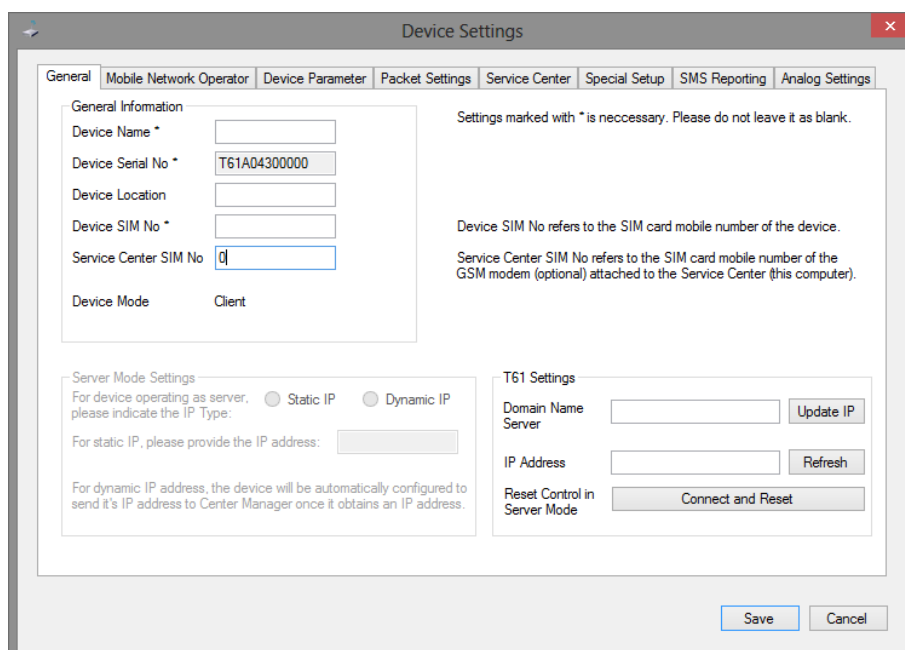 Device Settings
General Mobile Network Operator Device Parameter Packet Settings Service Center Special Setup SMS Reporting Analog Settings
General Information
Device Name *
Device Serial No * T61A04300000
Device Location
Device SIM No *
Service Center SIM No 0
Device Mode Client
Settings marked with * is neccessary. Please do not leave it as blank.
Device SIM No refers to the SIM card mobile number of the device.
Service Center SIM No refers to the SIM card mobile number of the
GSM modem (optional) attached to the Service Center (this computer).
Server Mode Settings
For device operating as server,
please indicate the IP Type:
Static IP Dynamic IP
For static IP, please provide the IP address:
For dynamic IP address, the device will be automatically configured to
send it's IP address to Center Manager once it obtains an IP address.
T61 Settings
Domain Name
Server
Update IP
IP Address Refresh
Reset Control in
Server Mode
Connect and Reset
Save Cancel